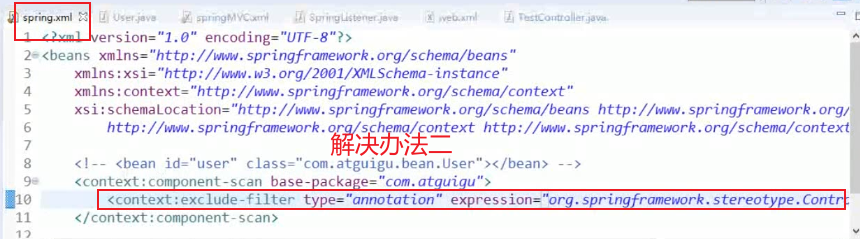 spring.xml User.java springMVC.xml SpringListener.java web.xml TestController.java
1 <?xml version="1.0" encoding="UTF-8"?>
2 <beans xmlns="http://www.springframework.org/schema/beans"
3 xmlns:xsi="http://www.w3.org/2001/XMLSchema-instance"
4 xmlns:context="http://www.springframework.org/schema/context"
5 xsi:schemaLocation="http://www.springframework.org/schema/beans http://www.springframework.org/
6 http://www.springframework.org/schema/context http://www.springframework.org/schema/context
7
解决办法二
8 <!-- <bean id="user" class="com.atguigu.bean.User"></bean> -->
9 <context:component-scan base-package="com.atguigu">
10 <context:exclude-filter type="annotation" expression="org.springframework.stereotype.Contr
11 </context:component-scan>